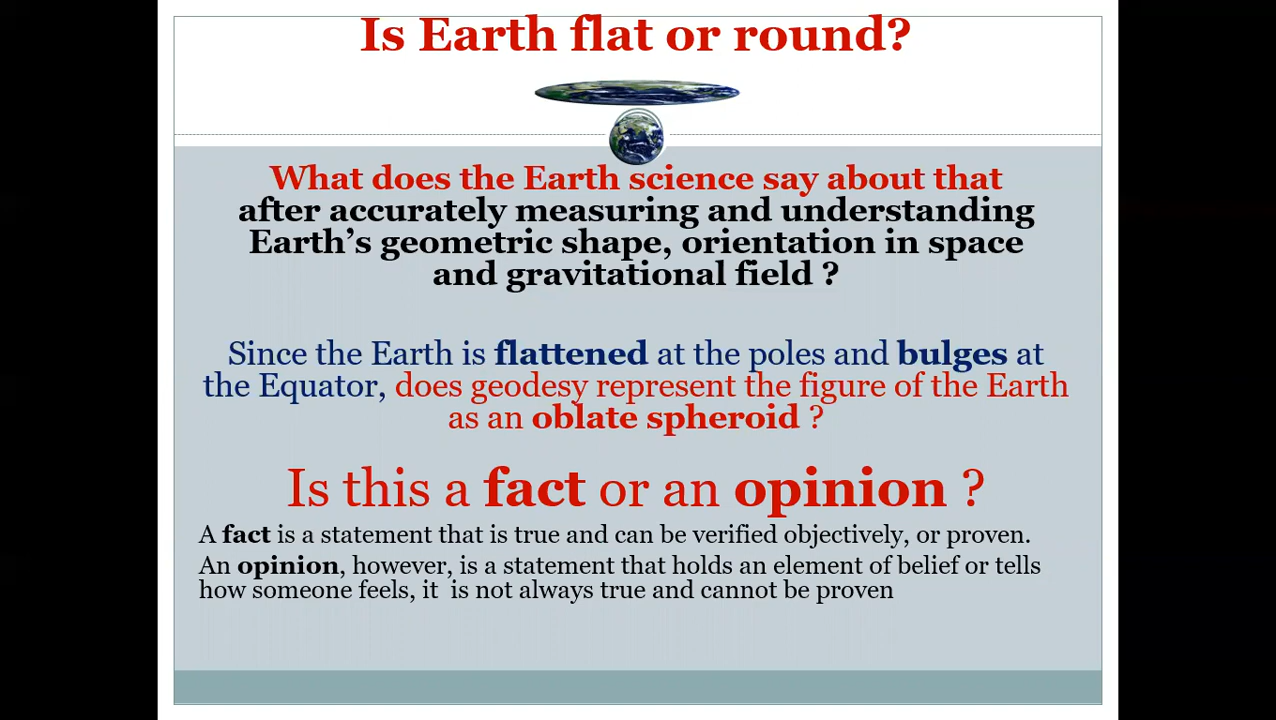 Is Earth flat or round?
What does the Earth science say about that
after accurately measuring and understanding
Earth’s geometric shape, orientation in space
and gravitational field ?
Since the Earth is flattened at the poles and bulges at
the Equator, does geodesy represent the figure of the Earth
as an oblate spheroid ?
Is this a fact or an opinion ?
A fact is a statement that is true and can be verified objectively, or proven.
An opinion, however, is a statement that holds an element of belief or tells
how someone feels, it  is not always true and cannot be proven